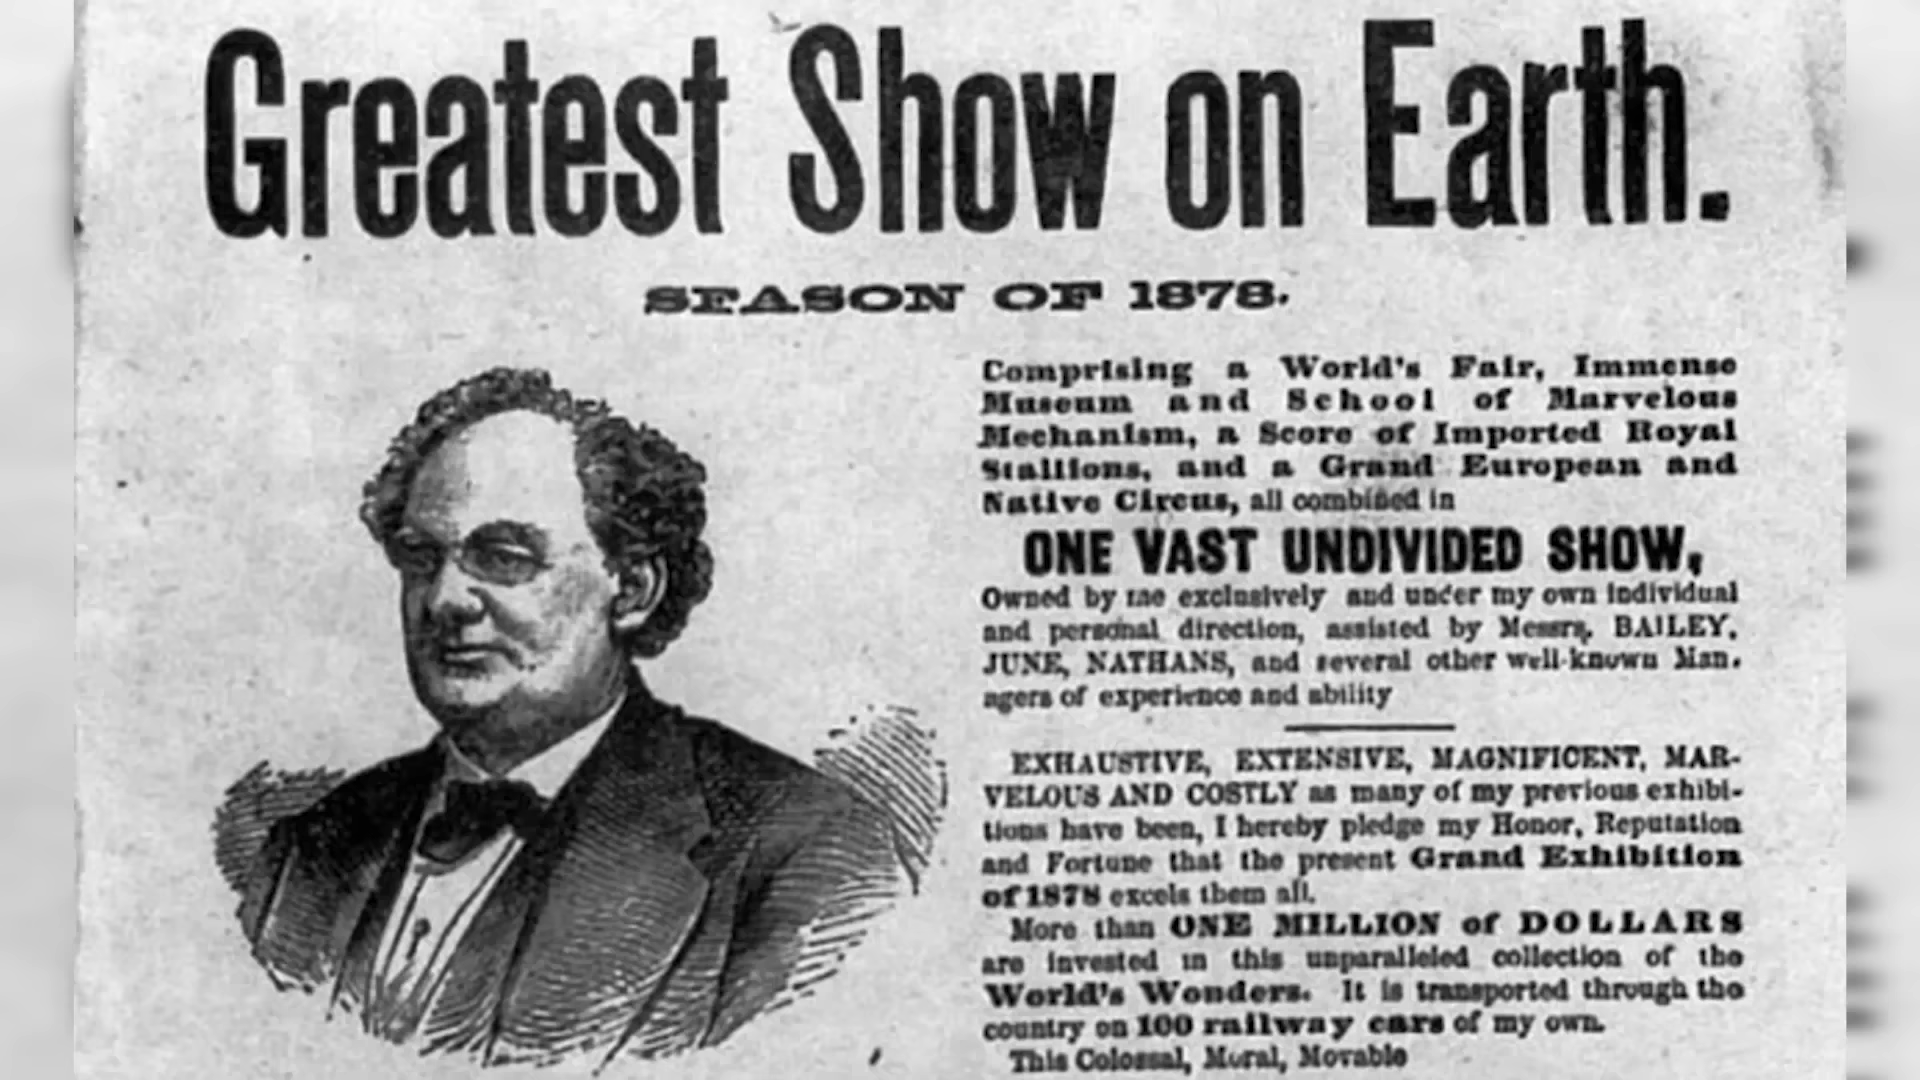 Greatest Show on Earth.
SEASON OF 1878.
Comprising a World's Fair, Immense
Museum and School of Marvelous
Mechanism, a Score of Imported Royal
Stallions, and a Grand European and
Native Circus, all combined in
ONE VAST UNDIVIDED SHOW,
Owned by me exclusively and under my own individual
and personal direction, assisted by Messrs. BAILEY,
JUNE, NATHANS, and several other well-known Man-
agers of experience and ability
EXHAUSTIVE, EXTENSIVE, MAGNIFICENT, MAR-
VELOUS AND COSTLY as many of my previous exhibi-
tions have been, I hereby pledge my Honor, Reputation
and Fortune that the present Grand Exhibition
of 1878 excels them all.
More than ONE MILLION of DOLLARS
are invested in this unparalleled collection of the
World's Wonders. It is transported through the
country on 100 railway cars of my own.
This Colossal, Moral, Movable